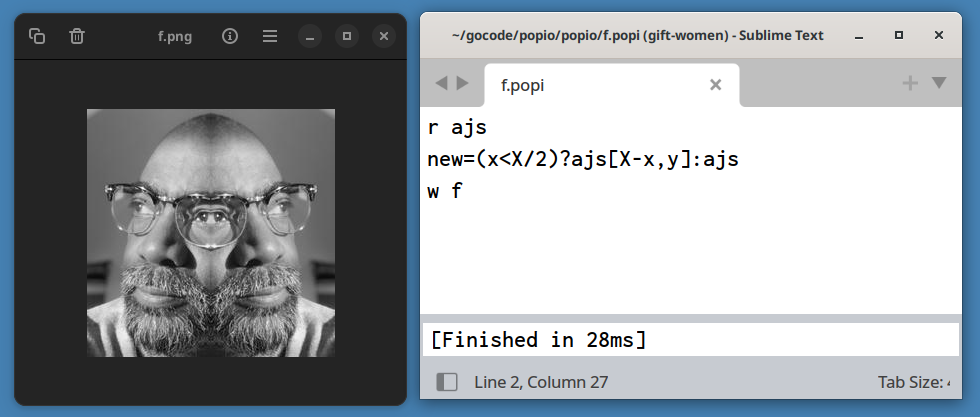 f.png
~/gocode/popio/popio/f.popi (gift-women) - Sublime Text
f.popi
r ajs
new=(x<X/2)?ajs[X-x,y]:ajs
w f
[Finished in 28ms]
Line 2, Column 27
Tab Size: